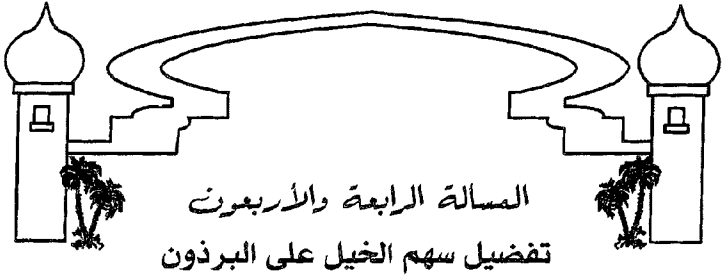 المسألة الرابعة والأربعون
تفضيل سهم الخيل على البرذون